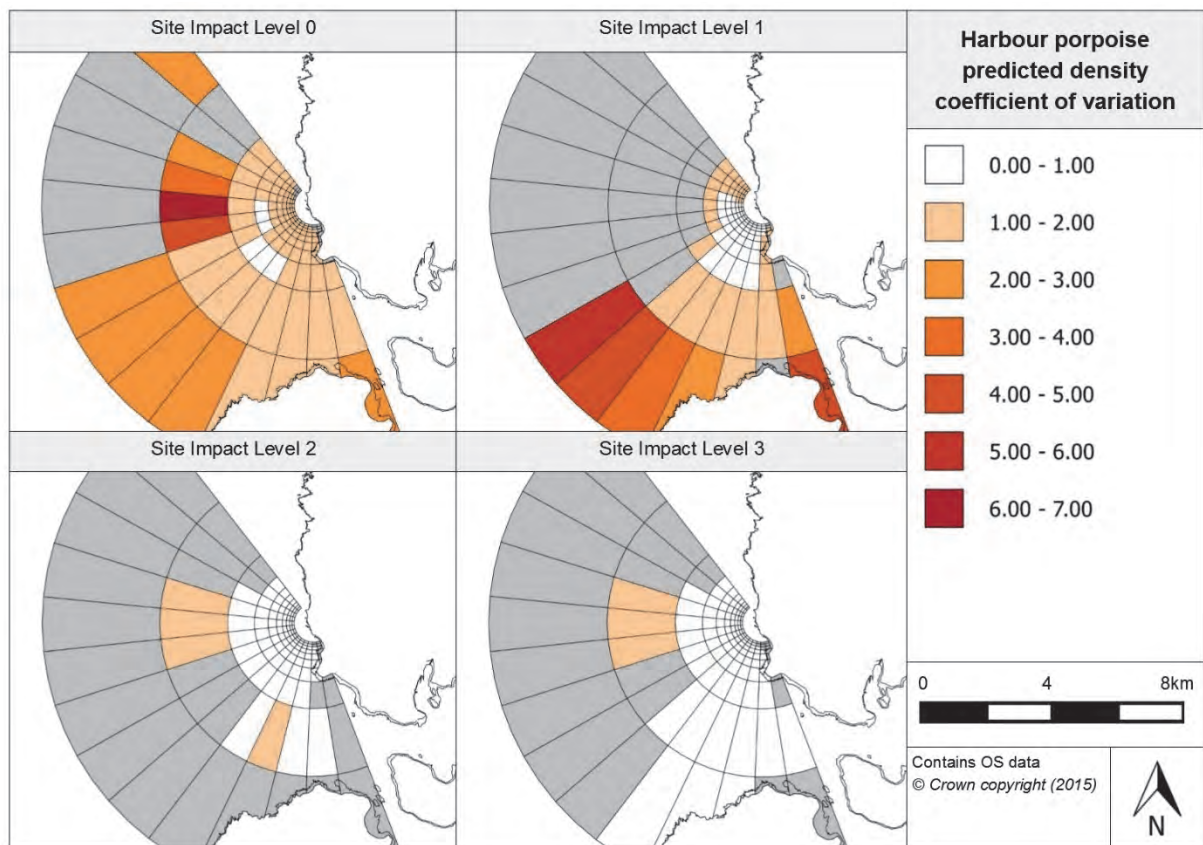 Site Impact Level 0
Site Impact Level 1
Harbour porpoise
predicted density
coefficient of variation
0.00 - 1.00
1.00 - 2.00
2.00 - 3.00
3.00 - 4.00
4.00 - 5.00
5.00 - 6.00
6.00 - 7.00
Site Impact Level 2
Site Impact Level 3
0 4 8km
Contains OS data
© Crown copyright (2015)
N